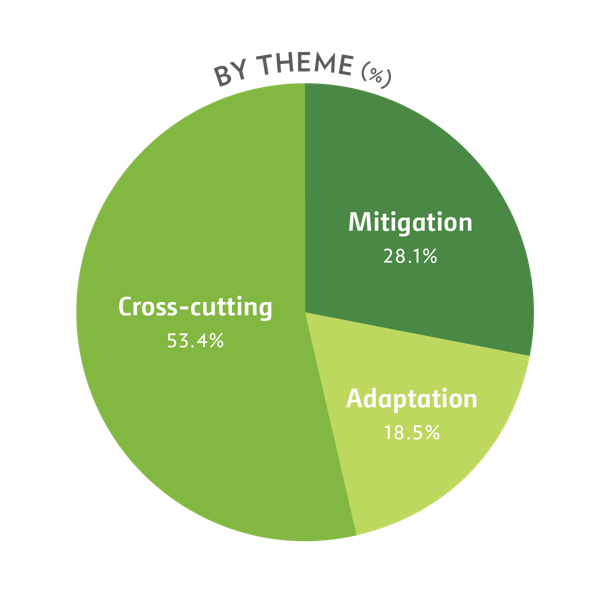 BY THEME (%)
Mitigation
28.1%
Cross-cutting
53.4%
Adaptation
18.5%